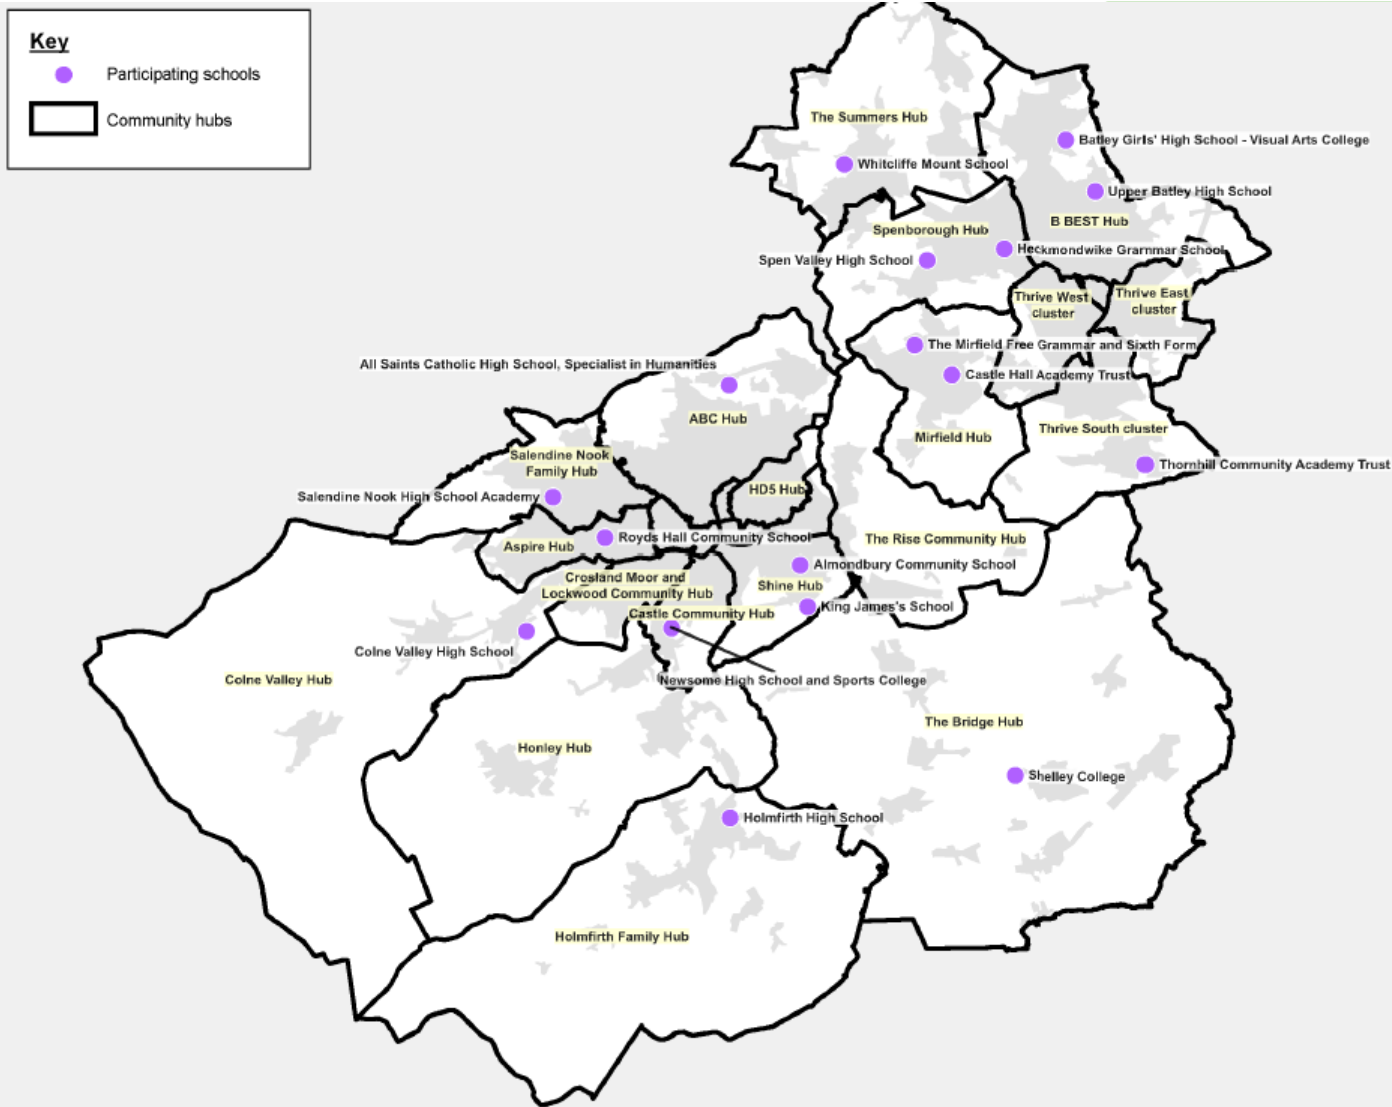 Key
Participating schools
Community hubs
The Summers Hub
Batley Girls' High School - Visual Arts College
Whitcliffe Mount School
Upper Batley High School
B BEST Hub
Spenborough Hub
Heckmondwike Grammar School
Spen Valley High School
Thrive West
cluster
Thrive East
cluster
The Mirfield Free Grammar and Sixth Form
All Saints Catholic High School, Specialist in Humanities
Castle Hall Academy Trust
ABC Hub
Thrive South cluster
Mirfield Hub
Salendine Nook
Family Hub
Thornhill Community Academy Trust
HD5 Hub
Salendine Nook High School Academy
Royds Hall Community School
The Rise Community Hub
Aspire Hub
Almondbury Community School
Crosland Moor and
Lockwood Community Hub
Shine Hub
King James's School
Castle Community Hub
Colne Valley High School
Newsome High School and Sports College
Colne Valley Hub
The Bridge Hub
Honley Hub
Shelley College
Holmfirth High School
Holmfirth Family Hub